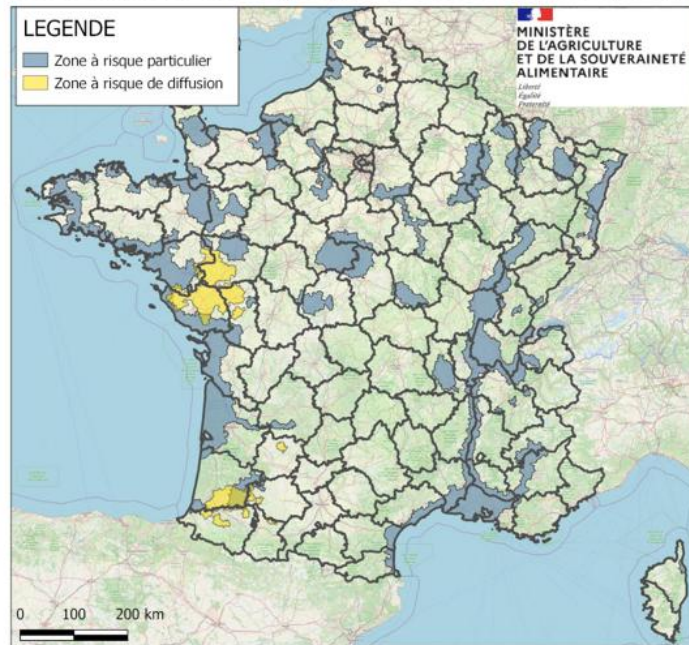 LEGENDE
Zone à risque particulier
Zone à risque de diffusion
N
MINISTÈRE
DE L'AGRICULTURE
ET DE LA SOUVERAINETÉ
ALIMENTAIRE
Liberté
Égalité
Fraternité
0 100 200 km